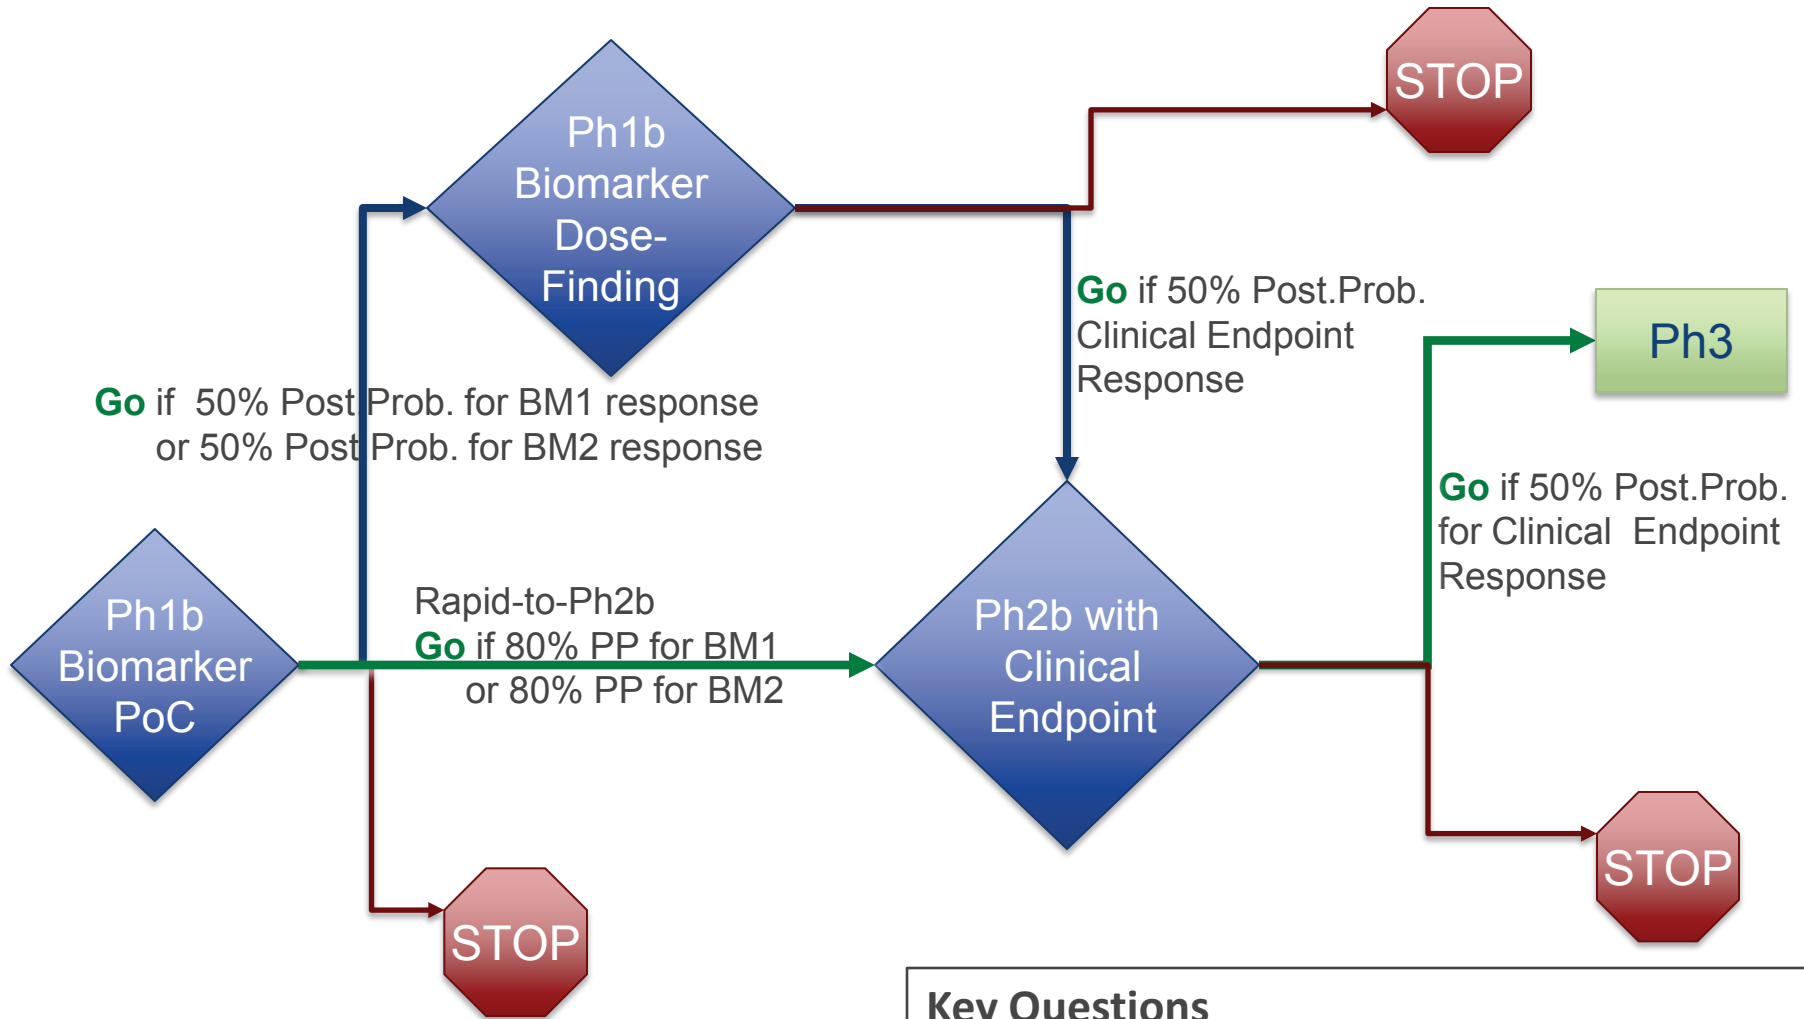 STOP
Ph1b
Biomarker
Dose-
Finding
Go if 50% Post.Prob.
Clinical Endpoint
Response
Ph3
Go if  50% Post.Prob. for BM1 response
or 50% Post.Prob. for BM2 response
Go if 50% Post.Prob.
for Clinical  Endpoint
Response
Ph1b
Biomarker
PoC
Rapid-to-Ph2b
Go if 80% PP for BM1
or 80% PP for BM2
Ph2b with
Clinical
Endpoint
STOP
STOP
Key Questions